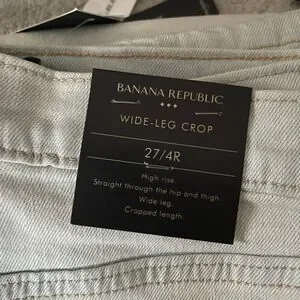 BANANA REPUBLIC
WIDE-LEG CROP
27/4R
High rise.
Straight through the hip and thigh.
Wide leg.
Cropped length.